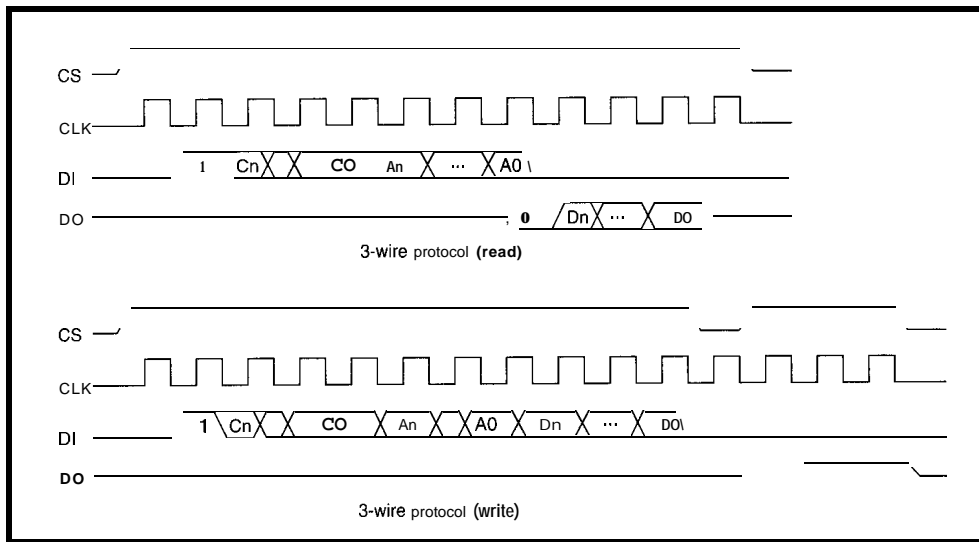 CS
CLK
DI 1 Cn CO An ... A0
DO 0 Dn ... DO
3-wire protocol (read)
CS
CLK
DI 1 Cn CO An A0 Dn ... DO
DO
3-wire protocol (write)